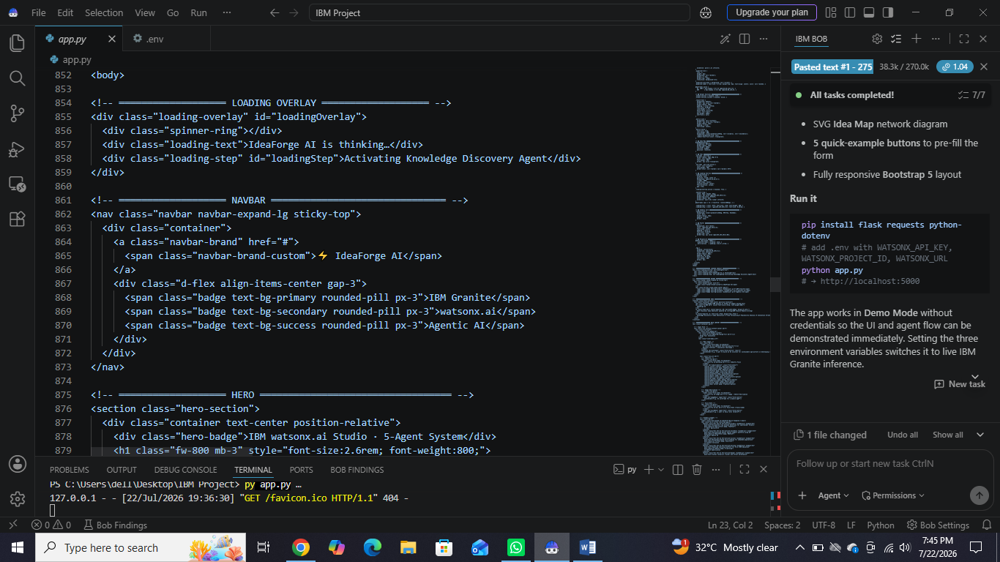 File Edit Selection View Go Run ··· IBM Project Upgrade your plan
app.py .env
app.py
852 <body>
853
854 <!-- ═══════════════════ LOADING OVERLAY ═══════════════════ -->
855 <div class="loading-overlay" id="loadingOverlay">
856 <div class="spinner-ring"></div>
857 <div class="loading-text">IdeaForge AI is thinking…</div>
858 <div class="loading-step" id="loadingStep">Activating Knowledge Discovery Agent</div>
859 </div>
860
861 <!-- ═══════════════════ NAVBAR ═══════════════════════════════ -->
862 <nav class="navbar navbar-expand-lg sticky-top">
863 <div class="container">
864 <a class="navbar-brand" href="#">
865 <span class="navbar-brand-custom">⚡ IdeaForge AI</span>
866 </a>
867 <div class="d-flex align-items-center gap-3">
868 <span class="badge text-bg-primary rounded-pill px-3">IBM Granite</span>
869 <span class="badge text-bg-secondary rounded-pill px-3">watsonx.ai</span>
870 <span class="badge text-bg-success rounded-pill px-3">Agentic AI</span>
871 </div>
872 </div>
873 </nav>
874
875 <!-- ═══════════════════ HERO ══════════════════════════════════ -->
876 <section class="hero-section">
877 <div class="container text-center position-relative">
878 <div class="hero-badge">IBM watsonx.ai Studio · 5-Agent System</div>
879 <h1 class="fw-800 mb-3" style="font-size:2.6rem; font-weight:800;">
PROBLEMS OUTPUT DEBUG CONSOLE TERMINAL PORTS BOB FINDINGS
py
PS C:\Users\dell\Desktop\IBM Project> py app.py …
127.0.0.1 - - [22/Jul/2026 19:36:30] "GET /favicon.ico HTTP/1.1" 404 -
IBM BOB
Pasted text #1 - 275 38.3k / 270.0k 1.04
All tasks completed! 7/7
• SVG Idea Map network diagram
• 5 quick-example buttons to pre-fill the
form
• Fully responsive Bootstrap 5 layout
Run it
pip install flask requests python-
dotenv
# add .env with WATSONX_API_KEY,
WATSONX_PROJECT_ID, WATSONX_URL
python app.py
# → http://localhost:5000
The app works in Demo Mode without
credentials so the UI and agent flow can be
demonstrated immediately. Setting the three
environment variables switches it to live IBM
Granite inference.
New task
1 file changed Undo all Show all
Follow up or start new task CtrlN
Agent Permissions
0 0 Bob Findings Ln 23, Col 2 Spaces: 2 UTF-8 LF Python Bob Settings
Type here to search 1 32°C Mostly clear 7:45 PM
7/22/2026